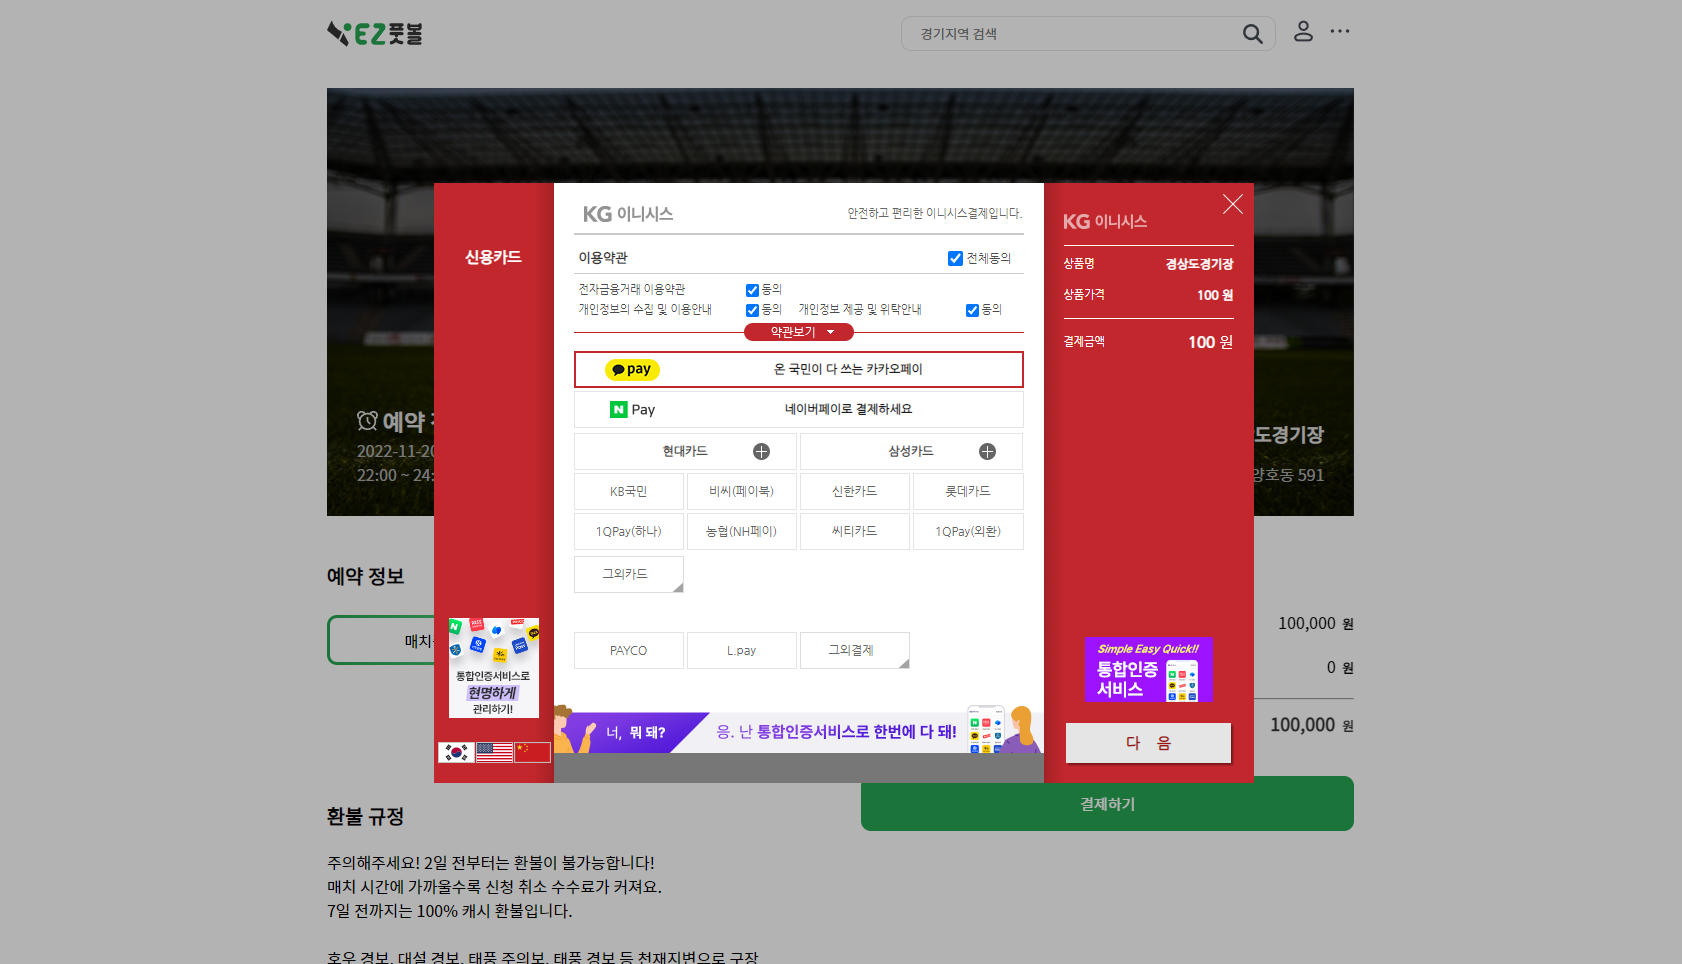 EZ풋볼
경기지역 검색
예약
2022-11-20
22:00 ~ 24:
도경기장
양호동 591
예약 정보
매치
100,000 원
0 원
100,000 원
결제하기
환불 규정
주의해주세요! 2일 전부터는 환불이 불가능합니다!
매치 시간에 가까울수록 신청 취소 수수료가 커져요.
7일 전까지는 100% 캐시 환불입니다.
호우 경보, 대설 경보, 태풍 주의보, 태풍 경보 등 천재지변으로 구장
신용카드
통합인증서비스로
현명하게
관리하기!
KG 이니시스
안전하고 편리한 이니시스결제입니다.
이용약관
전체동의
전자금융거래 이용약관 동의
개인정보의 수집 및 이용안내 동의 개인정보 제공 및 위탁안내 동의
약관보기
pay 온 국민이 다 쓰는 카카오페이
N Pay 네이버페이로 결제하세요
현대카드 삼성카드
KB국민 비씨(페이북) 신한카드 롯데카드
1QPay(하나) 농협(NH페이) 씨티카드 1QPay(외환)
그외카드
PAYCO L.pay 그외결제
너, 뭐 돼? 응. 난 통합인증서비스로 한번에 다 돼!
KG 이니시스
상품명 경상도경기장
상품가격 100 원
결제금액 100 원
Simple Easy Quick!!
통합인증
서비스
다 음